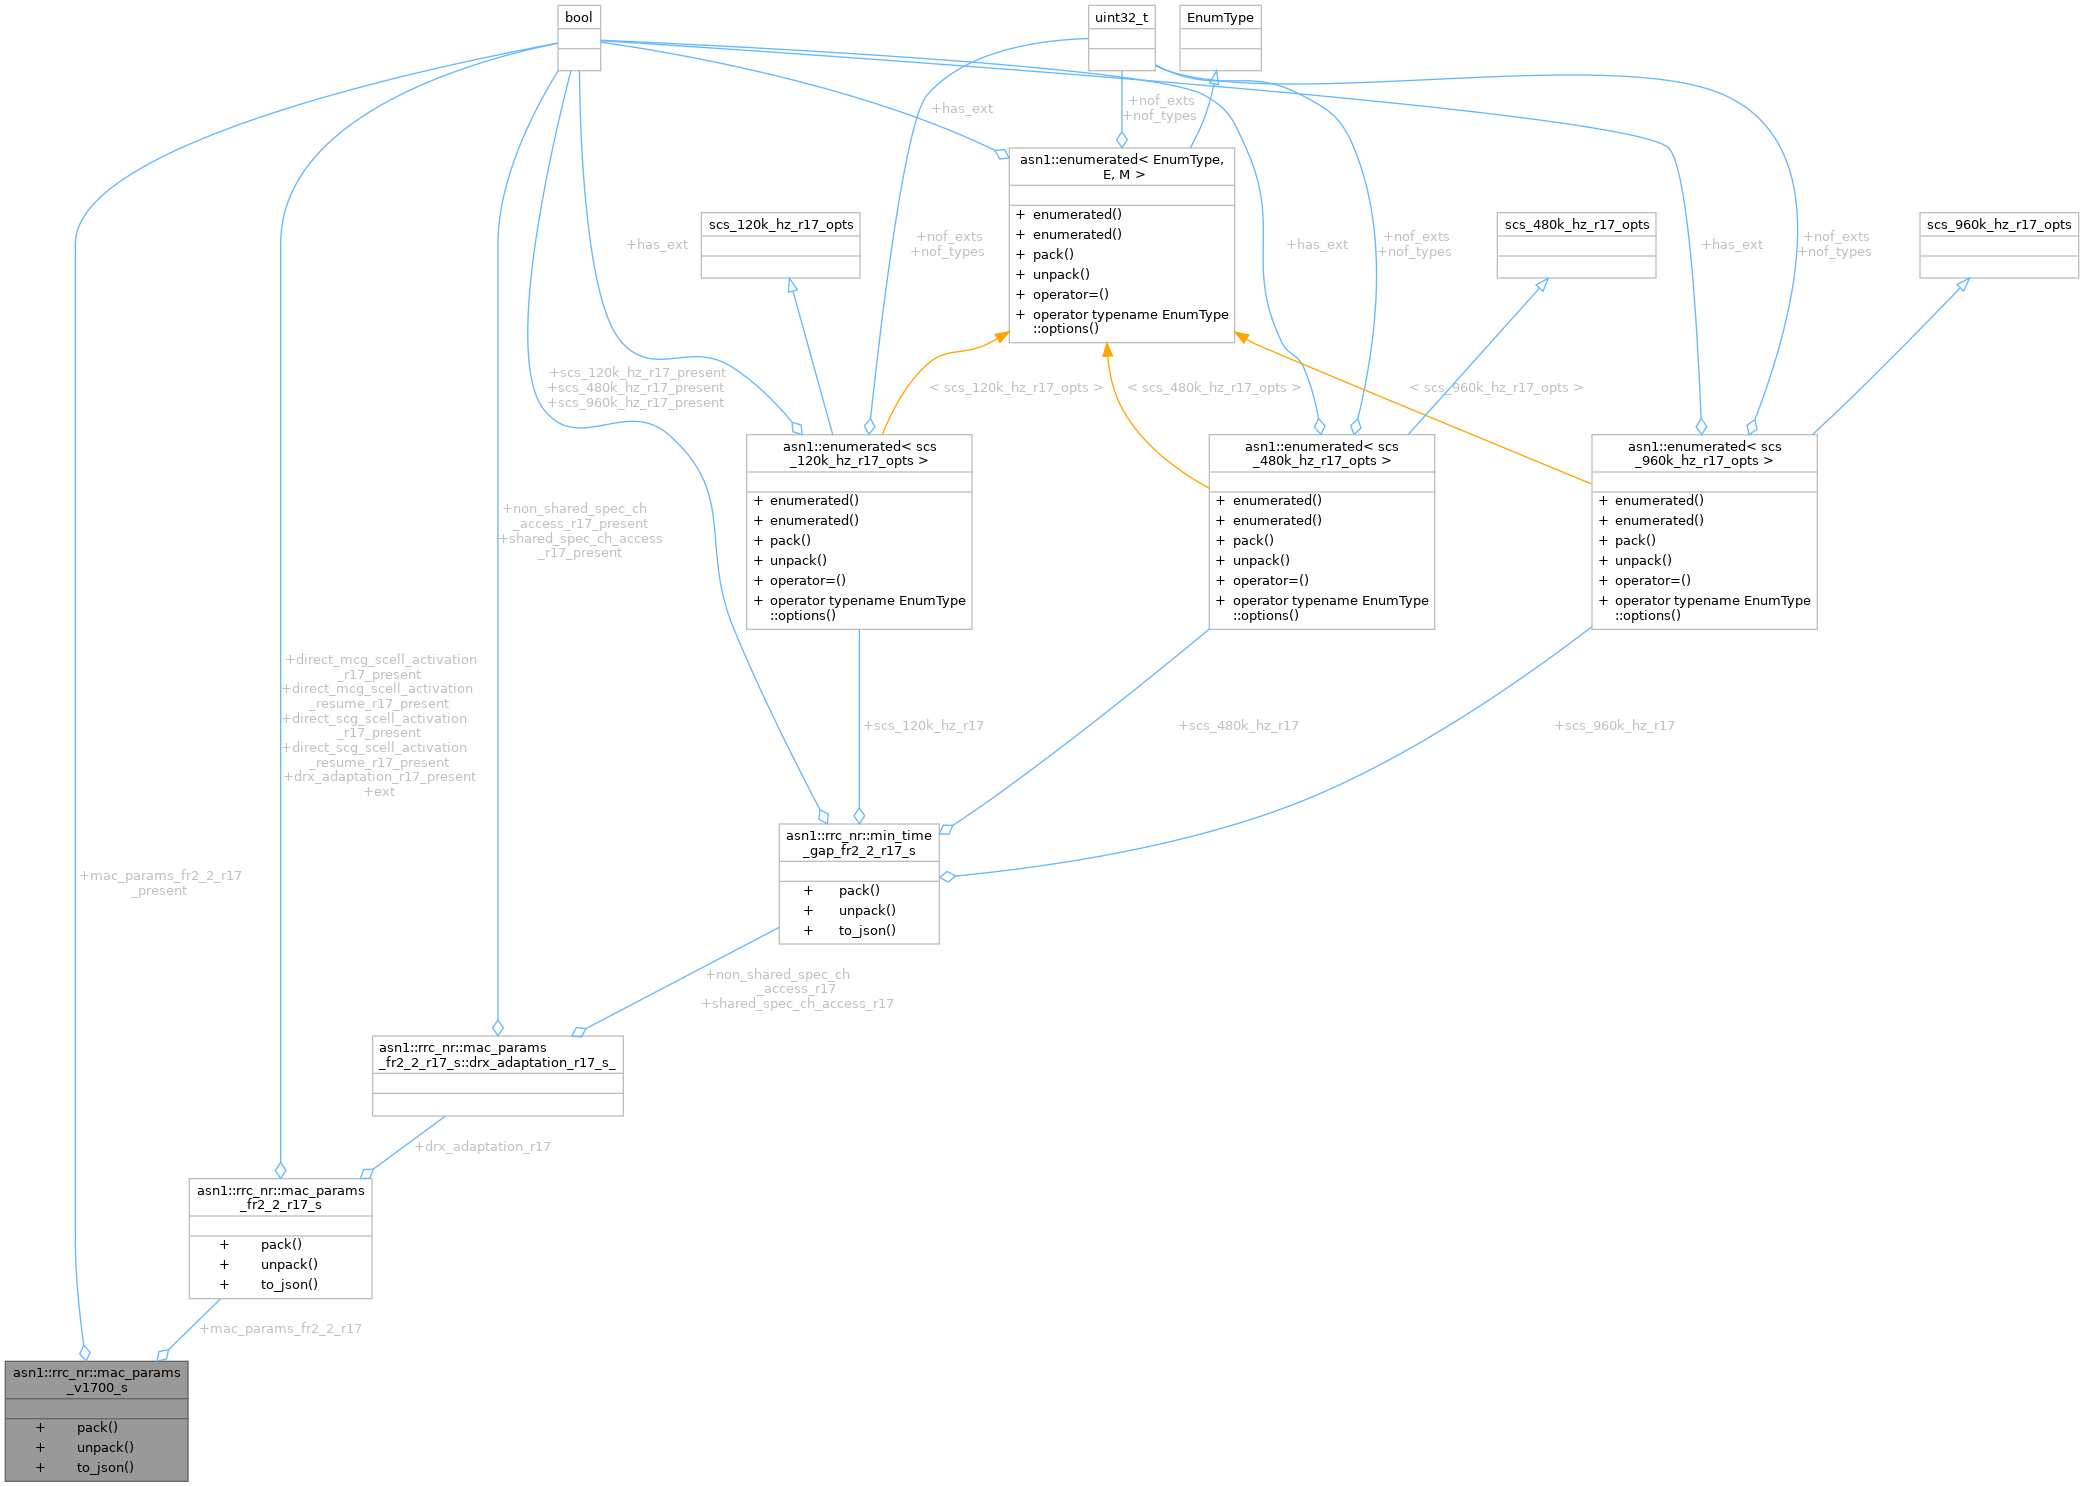 bool
uint32_t
EnumType
+has_ext
+nof_exts
+nof_types
asn1::enumerated< EnumType,
E, M >
+ enumerated()
+ enumerated()
+ pack()
+ unpack()
+ operator=()
+ operator typename EnumType
::options()
scs_120k_hz_r17_opts
scs_480k_hz_r17_opts
scs_960k_hz_r17_opts
+has_ext
+nof_exts
+nof_types
+has_ext
+nof_exts
+nof_types
+has_ext
+nof_exts
+nof_types
+scs_120k_hz_r17_present
+scs_480k_hz_r17_present
+scs_960k_hz_r17_present
< scs_120k_hz_r17_opts >
< scs_480k_hz_r17_opts >
< scs_960k_hz_r17_opts >
asn1::enumerated< scs
_120k_hz_r17_opts >
+ enumerated()
+ enumerated()
+ pack()
+ unpack()
+ operator=()
+ operator typename EnumType
::options()
asn1::enumerated< scs
_480k_hz_r17_opts >
+ enumerated()
+ enumerated()
+ pack()
+ unpack()
+ operator=()
+ operator typename EnumType
::options()
asn1::enumerated< scs
_960k_hz_r17_opts >
+ enumerated()
+ enumerated()
+ pack()
+ unpack()
+ operator=()
+ operator typename EnumType
::options()
+non_shared_spec_ch
_access_r17_present
+shared_spec_ch_access
_r17_present
+direct_mcg_scell_activation
_r17_present
+direct_mcg_scell_activation
_resume_r17_present
+direct_scg_scell_activation
_r17_present
+direct_scg_scell_activation
_resume_r17_present
+drx_adaptation_r17_present
+ext
+scs_120k_hz_r17
+scs_480k_hz_r17
+scs_960k_hz_r17
asn1::rrc_nr::min_time
_gap_fr2_2_r17_s
+ pack()
+ unpack()
+ to_json()
+mac_params_fr2_2_r17
_present
+non_shared_spec_ch
_access_r17
+shared_spec_ch_access_r17
asn1::rrc_nr::mac_params
_fr2_2_r17_s::drx_adaptation_r17_s_
+drx_adaptation_r17
asn1::rrc_nr::mac_params
_fr2_2_r17_s
+ pack()
+ unpack()
+ to_json()
+mac_params_fr2_2_r17
asn1::rrc_nr::mac_params
_v1700_s
+ pack()
+ unpack()
+ to_json()